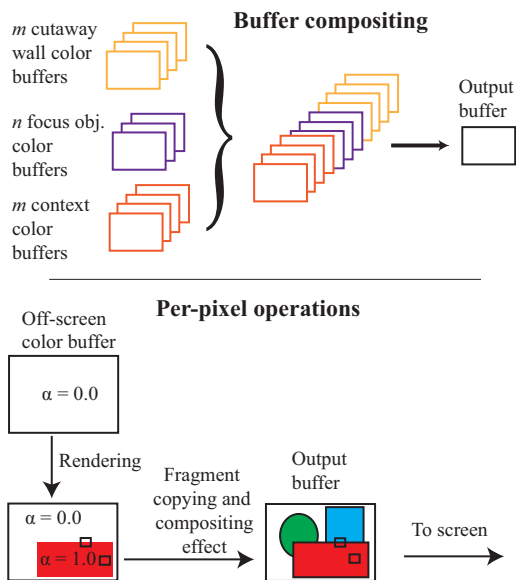 Buffer compositing
m cutaway
wall color
buffers
n focus obj.
color
buffers
m context
color
buffers
Output
buffer
Per-pixel operations
Off-screen
color buffer
α = 0.0
Rendering
α = 0.0
α = 1.0
Fragment
copying and
compositing
effect
Output
buffer
To screen